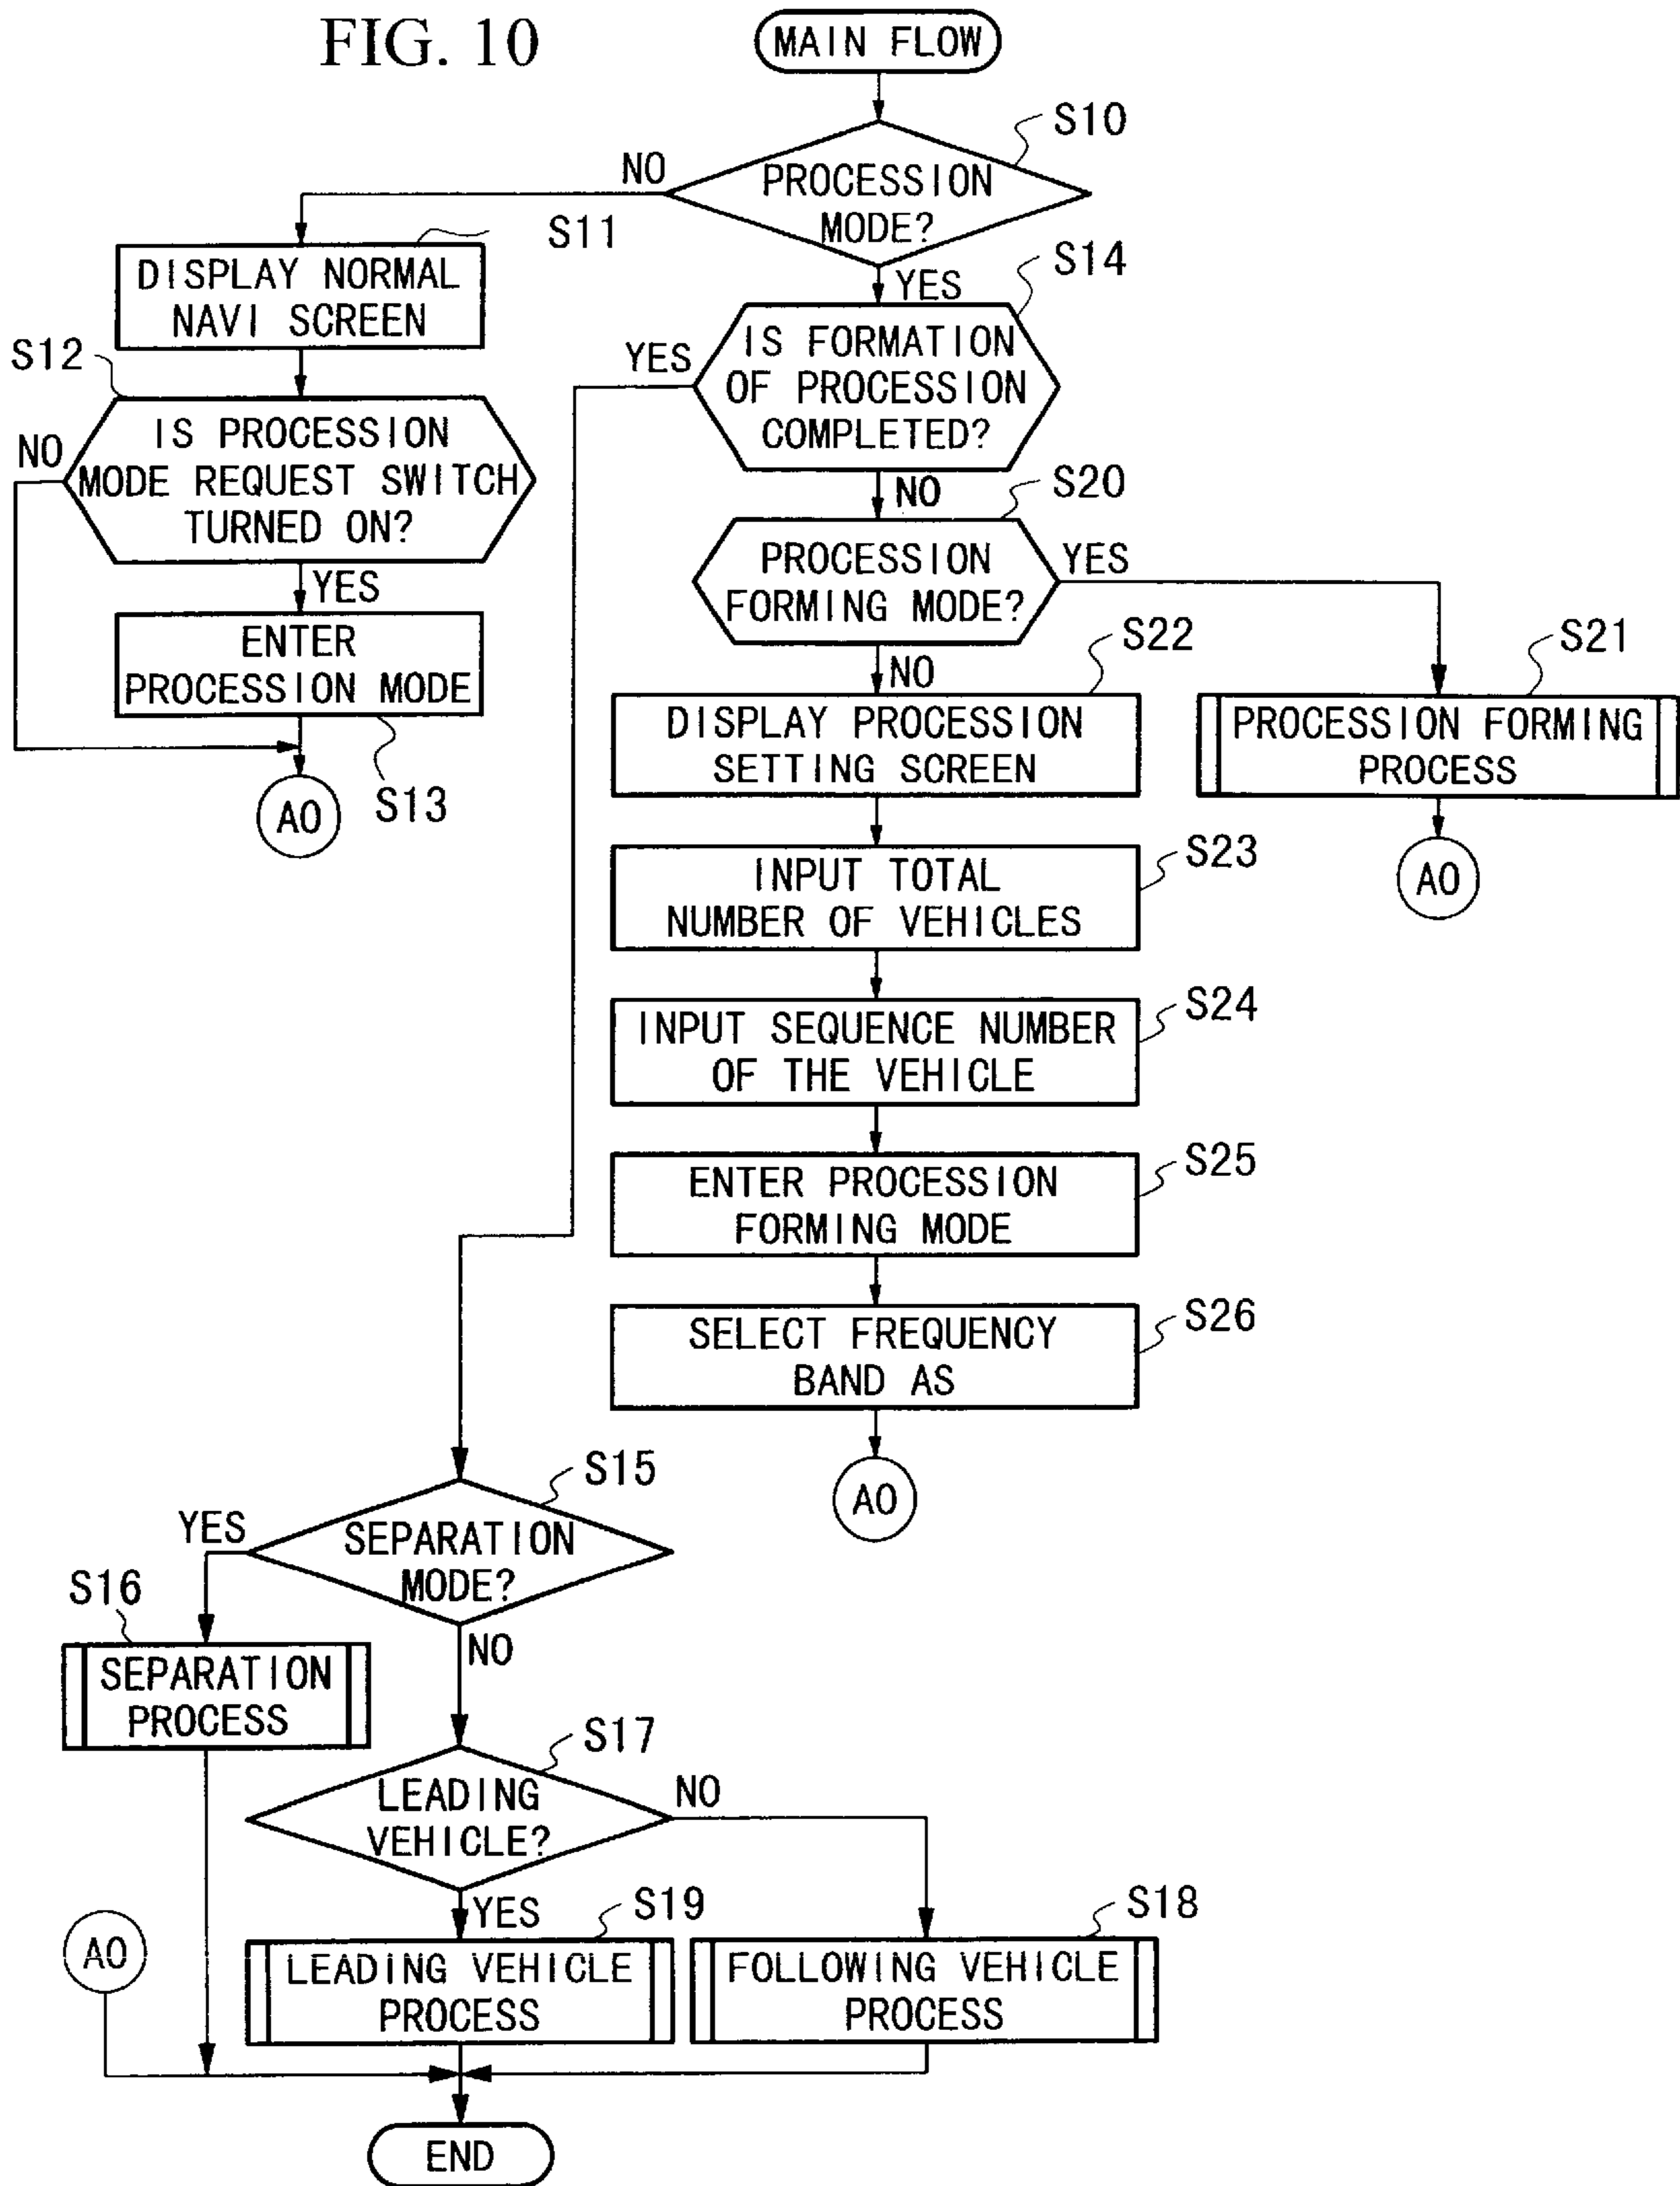 FIG. 10
MAIN FLOW
S10
PROCESSION
MODE?
NO
YES
S11
DISPLAY NORMAL
NAVI SCREEN
S12
IS PROCESSION
MODE REQUEST SWITCH
TURNED ON?
NO
YES
ENTER
PROCESSION MODE
S13
A0
S14
IS FORMATION
OF PROCESSION
COMPLETED?
YES
NO
S20
PROCESSION
FORMING MODE?
YES
NO
S21
PROCESSION FORMING
PROCESS
A0
S22
DISPLAY PROCESSION
SETTING SCREEN
S23
INPUT TOTAL
NUMBER OF VEHICLES
S24
INPUT SEQUENCE NUMBER
OF THE VEHICLE
S25
ENTER PROCESSION
FORMING MODE
S26
SELECT FREQUENCY
BAND AS
A0
S15
SEPARATION
MODE?
YES
NO
S16
SEPARATION
PROCESS
S17
LEADING
VEHICLE?
NO
YES
S19
LEADING VEHICLE
PROCESS
S18
FOLLOWING VEHICLE
PROCESS
A0
END